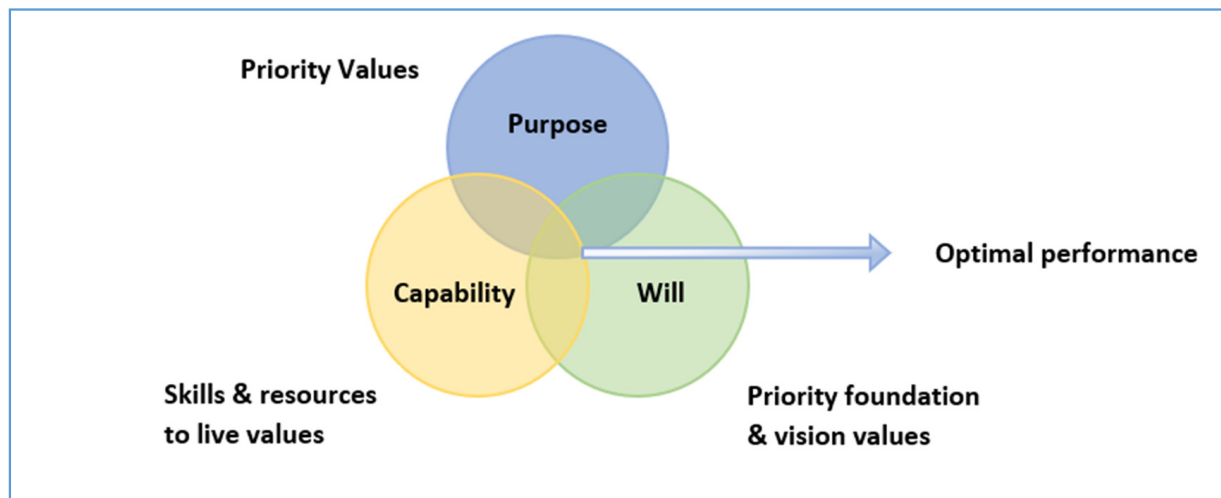 Priority Values
Purpose
Optimal performance
Capability
Will
Skills & resources
to live values
Priority foundation
& vision values